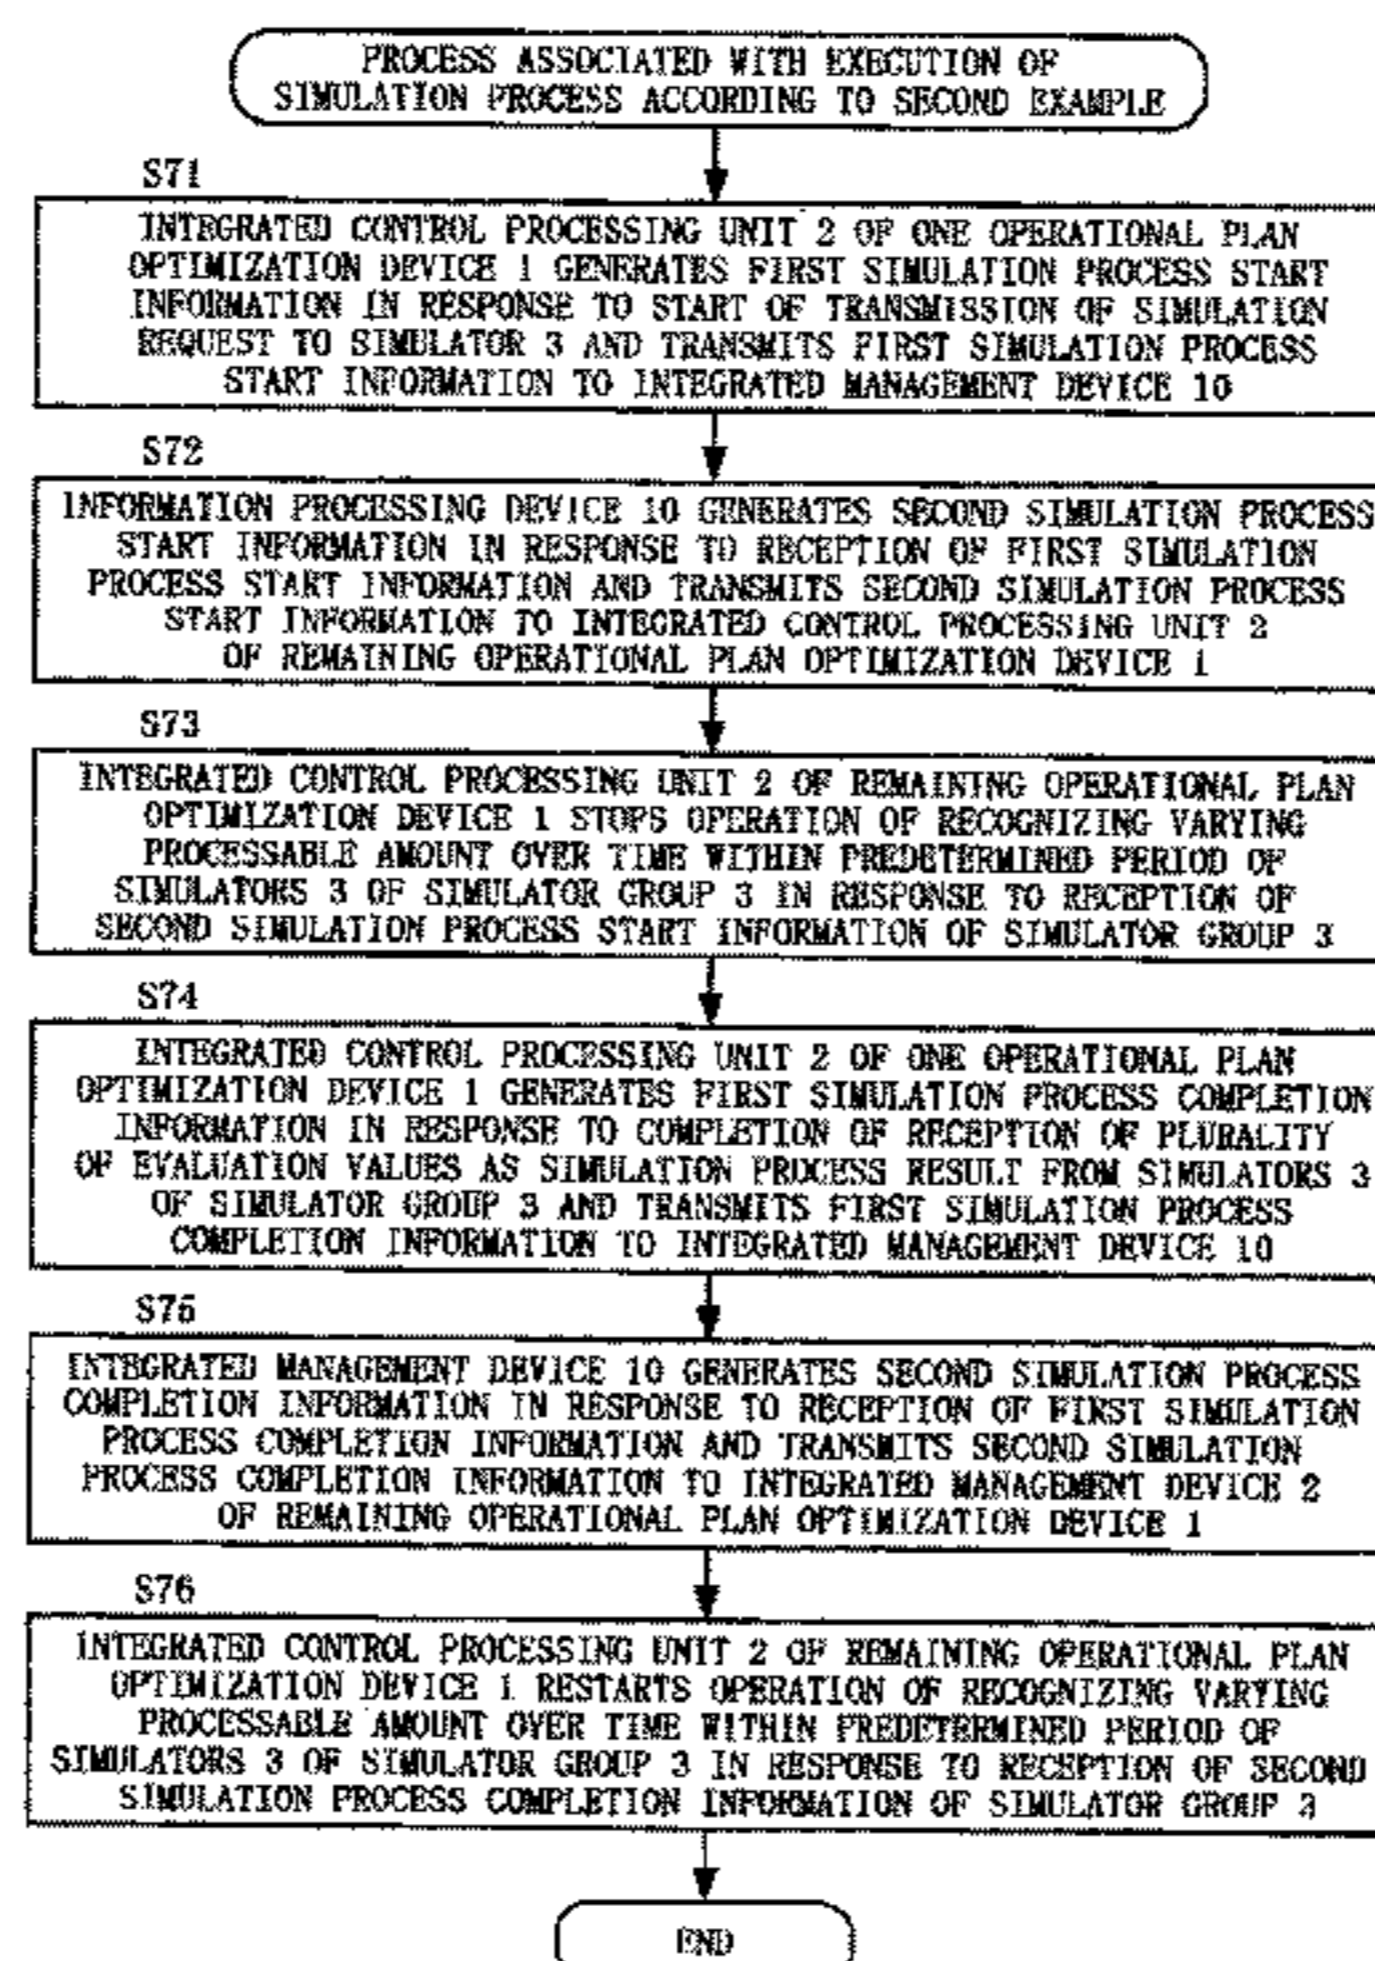 PROCESS ASSOCIATED WITH EXECUTION OF
SIMULATION PROCESS ACCORDING TO SECOND EXAMPLE
S71
INTEGRATED CONTROL PROCESSING UNIT 2 OF ONE OPERATIONAL PLAN
OPTIMIZATION DEVICE 1 GENERATES FIRST SIMULATION PROCESS START
INFORMATION IN RESPONSE TO START OF TRANSMISSION OF SIMULATION
REQUEST TO SIMULATOR 3 AND TRANSMITS FIRST SIMULATION PROCESS
START INFORMATION TO INTEGRATED MANAGEMENT DEVICE 10
S72
INFORMATION PROCESSING DEVICE 10 GENERATES SECOND SIMULATION PROCESS
START INFORMATION IN RESPONSE TO RECEPTION OF FIRST SIMULATION
PROCESS START INFORMATION AND TRANSMITS SECOND SIMULATION PROCESS
START INFORMATION TO INTEGRATED CONTROL PROCESSING UNIT 2
OF REMAINING OPERATIONAL PLAN OPTIMIZATION DEVICE 1
S73
INTEGRATED CONTROL PROCESSING UNIT 2 OF REMAINING OPERATIONAL PLAN
OPTIMIZATION DEVICE 1 STOPS OPERATION OF RECOGNIZING VARYING
PROCESSABLE AMOUNT OVER TIME WITHIN PREDETERMINED PERIOD OF
SIMULATORS 3 OF SIMULATOR GROUP 3 IN RESPONSE TO RECEPTION OF
SECOND SIMULATION PROCESS START INFORMATION OF SIMULATOR GROUP 3
S74
INTEGRATED CONTROL PROCESSING UNIT 2 OF ONE OPERATIONAL PLAN
OPTIMIZATION DEVICE 1 GENERATES FIRST SIMULATION PROCESS COMPLETION
INFORMATION IN RESPONSE TO COMPLETION OF RECEPTION OF PLURALITY
OF EVALUATION VALUES AS SIMULATION PROCESS RESULT FROM SIMULATORS 3
OF SIMULATOR GROUP 3 AND TRANSMITS FIRST SIMULATION PROCESS
COMPLETION INFORMATION TO INTEGRATED MANAGEMENT DEVICE 10
S75
INTEGRATED MANAGEMENT DEVICE 10 GENERATES SECOND SIMULATION PROCESS
COMPLETION INFORMATION IN RESPONSE TO RECEPTION OF FIRST SIMULATION
PROCESS COMPLETION INFORMATION AND TRANSMITS SECOND SIMULATION
PROCESS COMPLETION INFORMATION TO INTEGRATED MANAGEMENT DEVICE 2
OF REMAINING OPERATIONAL PLAN OPTIMIZATION DEVICE 1
S76
INTEGRATED CONTROL PROCESSING UNIT 2 OF REMAINING OPERATIONAL PLAN
OPTIMIZATION DEVICE 1 RESTARTS OPERATION OF RECOGNIZING VARYING
PROCESSABLE AMOUNT OVER TIME WITHIN PREDETERMINED PERIOD OF
SIMULATORS 3 OF SIMULATOR GROUP 3 IN RESPONSE TO RECEPTION OF SECOND
SIMULATION PROCESS COMPLETION INFORMATION OF SIMULATOR GROUP 3
END